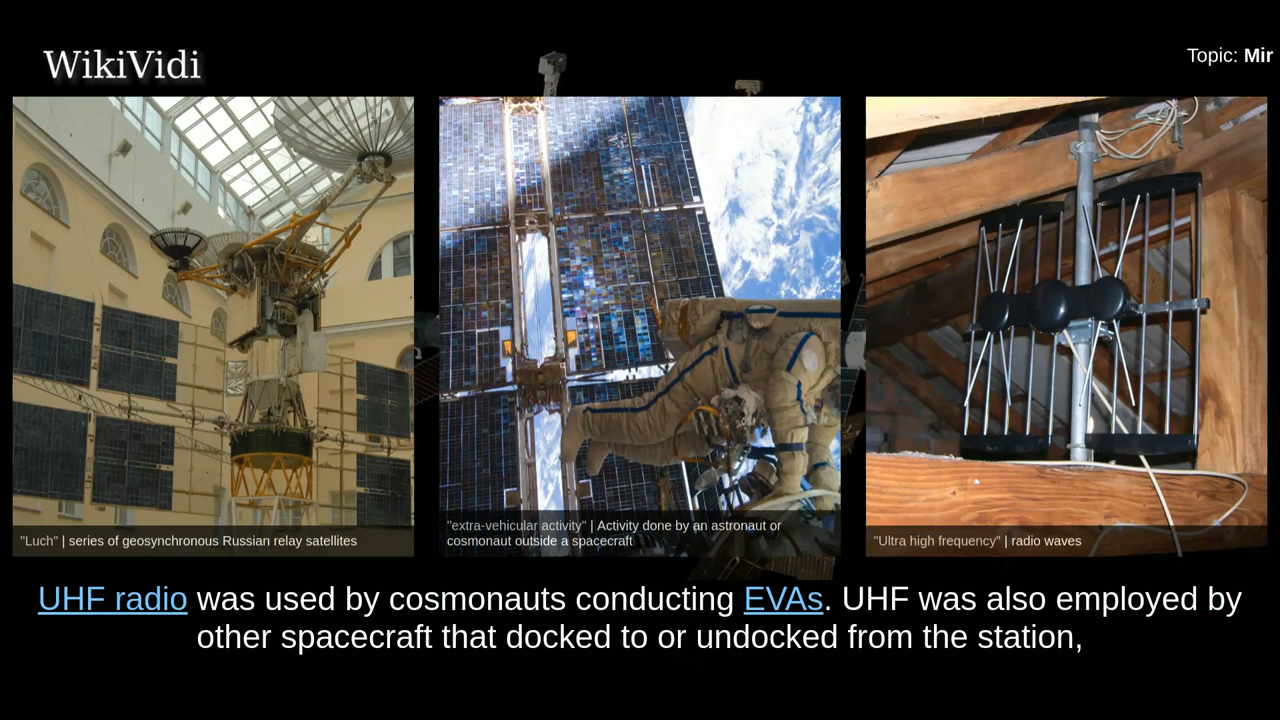 WikiVidi
Topic: Mir
"Luch" | series of geosynchronous Russian relay satellites
"extra-vehicular activity" | Activity done by an astronaut or
cosmonaut outside a spacecraft
"Ultra high frequency" | radio waves
UHF radio was used by cosmonauts conducting EVAs. UHF was also employed by
other spacecraft that docked to or undocked from the station,